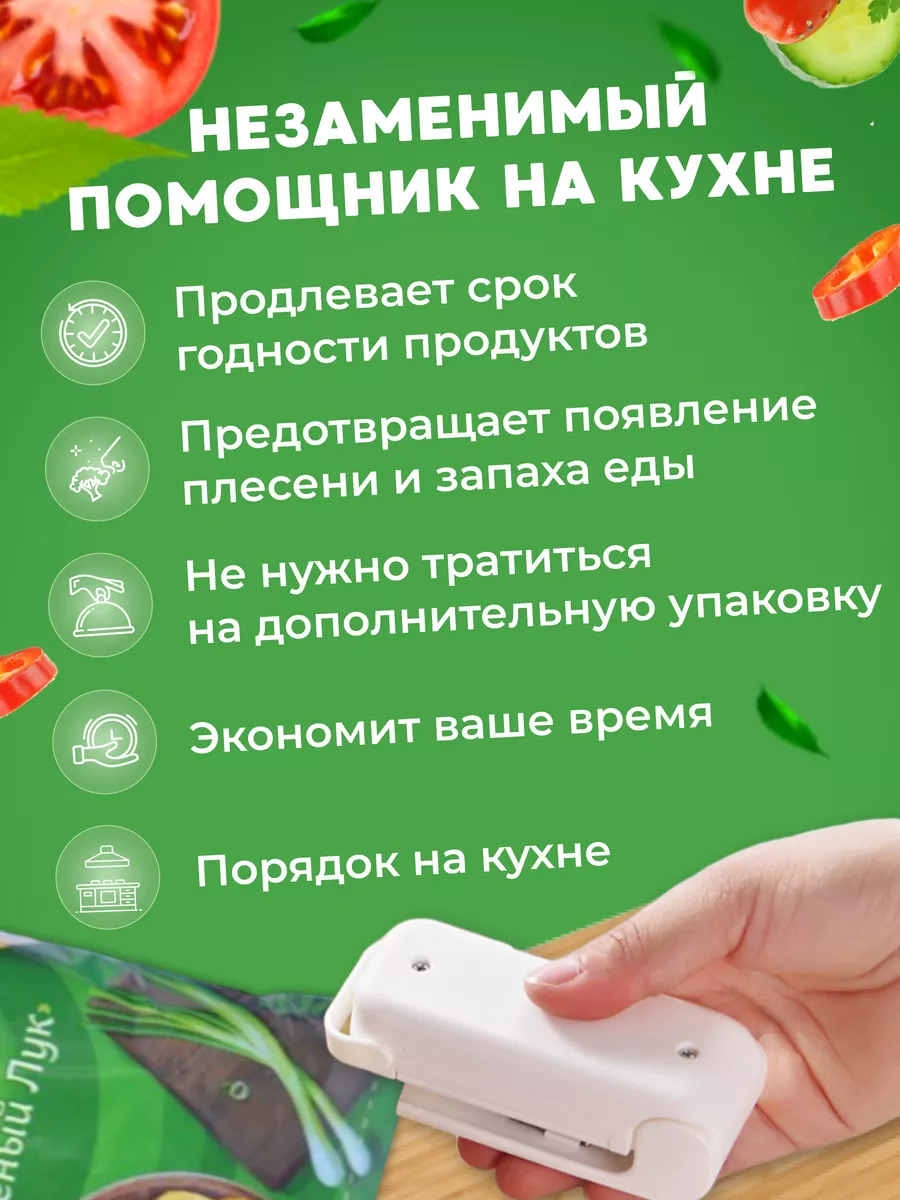 НЕЗАМЕНИМЫЙ
ПОМОЩНИК НА КУХНЕ
Продлевает срок
годности продуктов
Предотвращает появление
плесени и запаха еды
Не нужно тратиться
на дополнительную упаковку
Экономит ваше время
Порядок на кухне
Лук